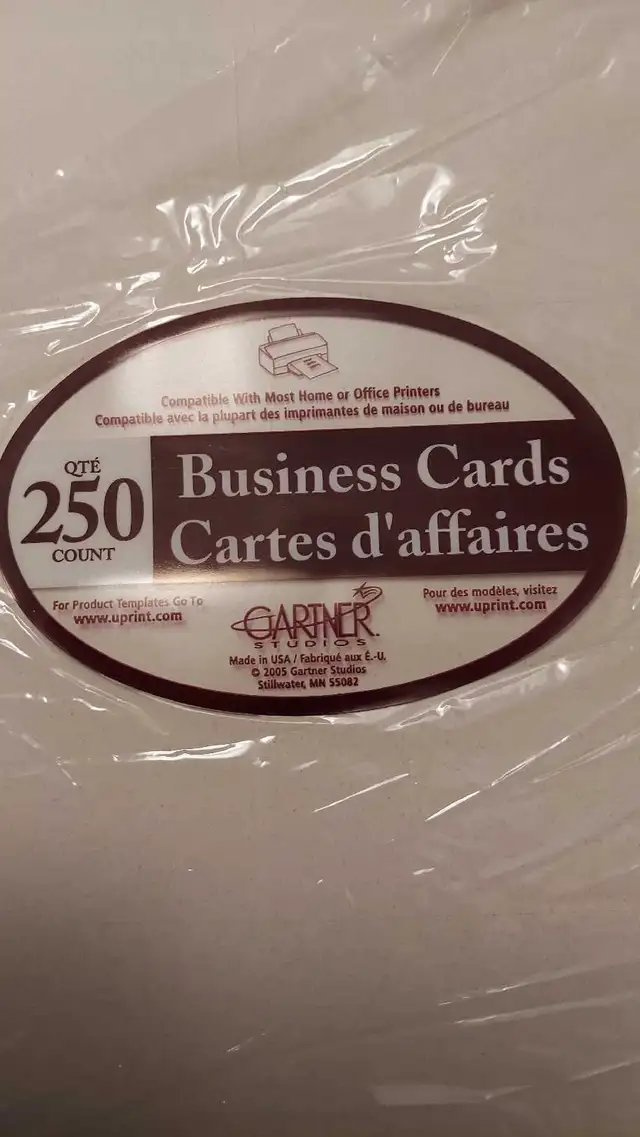 Compatible With Most Home or Office Printers
Compatible avec la plupart des imprimantes de maison ou de bureau
QTÉ
250
COUNT
Business Cards
Cartes d'affaires
For Product Templates Go To
www.uprint.com
GARTNER
STUDIOS
Made in USA / Fabriqué aux É.-U.
© 2005 Gartner Studios
Stillwater, MN 55082
Pour des modèles, visitez
www.uprint.com